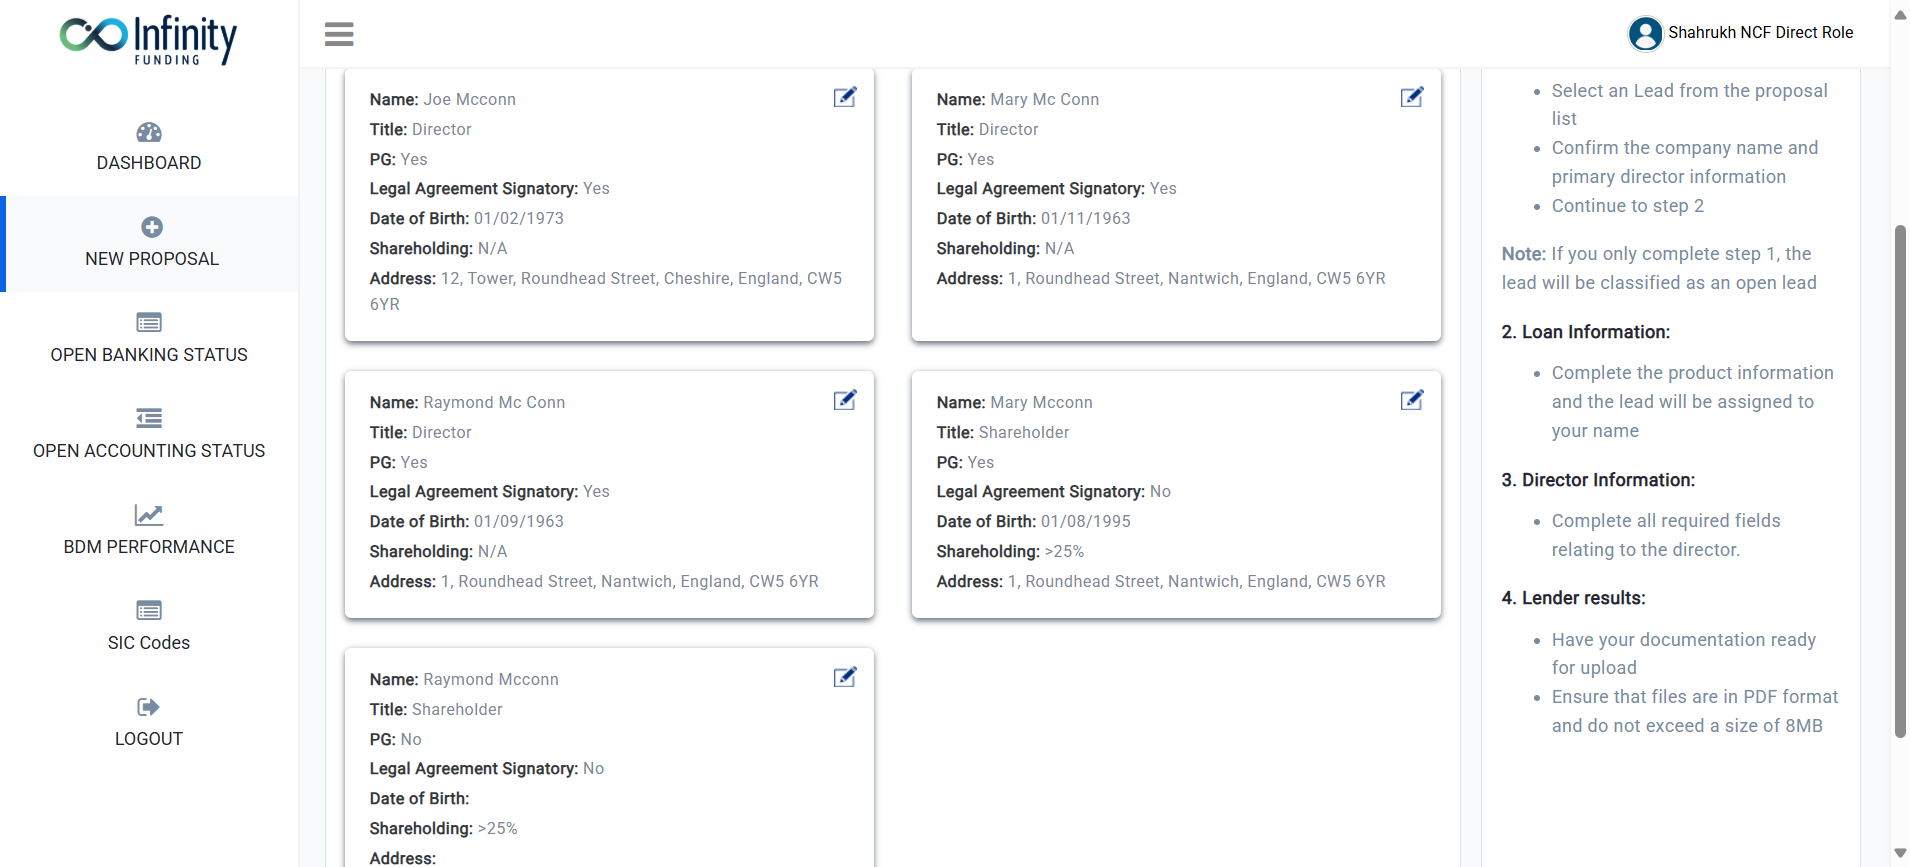 Infinity
FUNDING
Shahrukh NCF Direct Role
DASHBOARD
NEW PROPOSAL
OPEN BANKING STATUS
OPEN ACCOUNTING STATUS
BDM PERFORMANCE
SIC Codes
LOGOUT
Name: Joe Mcconn
Title: Director
PG: Yes
Legal Agreement Signatory: Yes
Date of Birth: 01/02/1973
Shareholding: N/A
Address: 12, Tower, Roundhead Street, Cheshire, England, CW5
6YR
Name: Mary Mc Conn
Title: Director
PG: Yes
Legal Agreement Signatory: Yes
Date of Birth: 01/11/1963
Shareholding: N/A
Address: 1, Roundhead Street, Nantwich, England, CW5 6YR
Name: Raymond Mc Conn
Title: Director
PG: Yes
Legal Agreement Signatory: Yes
Date of Birth: 01/09/1963
Shareholding: N/A
Address: 1, Roundhead Street, Nantwich, England, CW5 6YR
Name: Mary Mcconn
Title: Shareholder
PG: Yes
Legal Agreement Signatory: No
Date of Birth: 01/08/1995
Shareholding: >25%
Address: 1, Roundhead Street, Nantwich, England, CW5 6YR
Name: Raymond Mcconn
Title: Shareholder
PG: No
Legal Agreement Signatory: No
Date of Birth:
Shareholding: >25%
Address:
Select an Lead from the proposal
list
Confirm the company name and
primary director information
Continue to step 2
Note: If you only complete step 1, the
lead will be classified as an open lead
2. Loan Information:
Complete the product information
and the lead will be assigned to
your name
3. Director Information:
Complete all required fields
relating to the director.
4. Lender results:
Have your documentation ready
for upload
Ensure that files are in PDF format
and do not exceed a size of 8MB